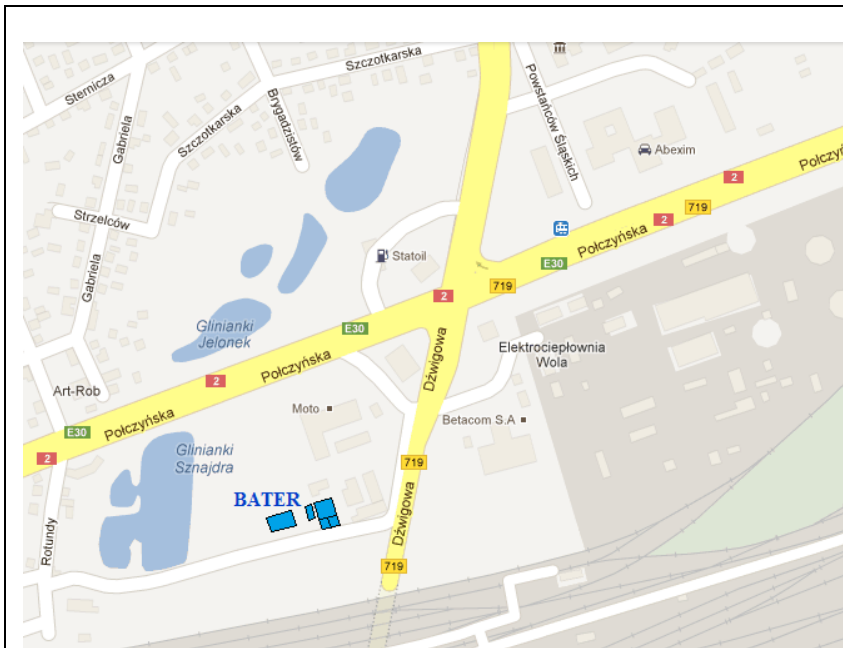 Szczotkarska
Sternicza
Brygadzistów
Powstańców Śląskich
Gabriela
Szczotkarska
Abexim
Połczyńska
2
719
2
Strzelców
Połczyńska
Statoil
E30
719
2
Gabriela
Glinianki
Jelonek
E30
Elektrociepłownia
Wola
Połczyńska
Dźwigowa
2
Art-Rob
Moto
Połczyńska
Betacom S.A
E30
Glinianki
Sznajdra
2
719
BATER
Dźwigowa
Rotundy
719